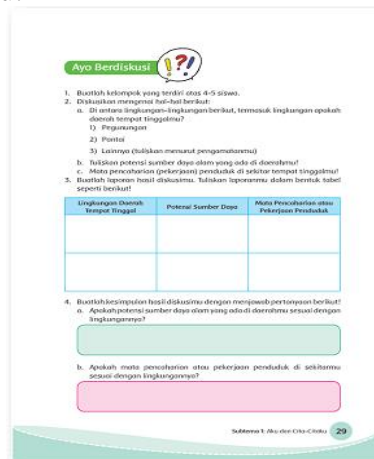 Ayo Berdiskusi
1. Buatlah kelompok yang terdiri atas 4-5 siswa.
2. Diskusikan mengenai hal-hal berikut:
a. Di antara lingkungan-lingkungan berikut, termasuk lingkungan apakah
daerah tempat tinggalmu?
1) Pegunungan
2) Pantai
3) Lainnya (tuliskan menurut pengamatanmu)
b. Tuliskan potensi sumber daya alam yang ada di daerahmu!
c. Mata pencaharian (pekerjaan) penduduk di sekitar tempat tinggalmu!
3. Buatlah laporan hasil diskusimu. Tuliskan laporanmu dalam bentuk tabel
seperti berikut!
Lingkungan Daerah
Tempat Tinggal
Potensi Sumber Daya
Mata Pencaharian atau
Pekerjaan Penduduk
4. Buatlah kesimpulan hasil diskusimu dengan menjawab pertanyaan berikut!
a. Apakah potensi sumber daya alam yang ada di daerahmu sesuai dengan
lingkungannya?
b. Apakah mata pencaharian atau pekerjaan penduduk di sekitarmu
sesuai dengan lingkungannya?
Subtema 1: Aku dan Cita-Citaku 29